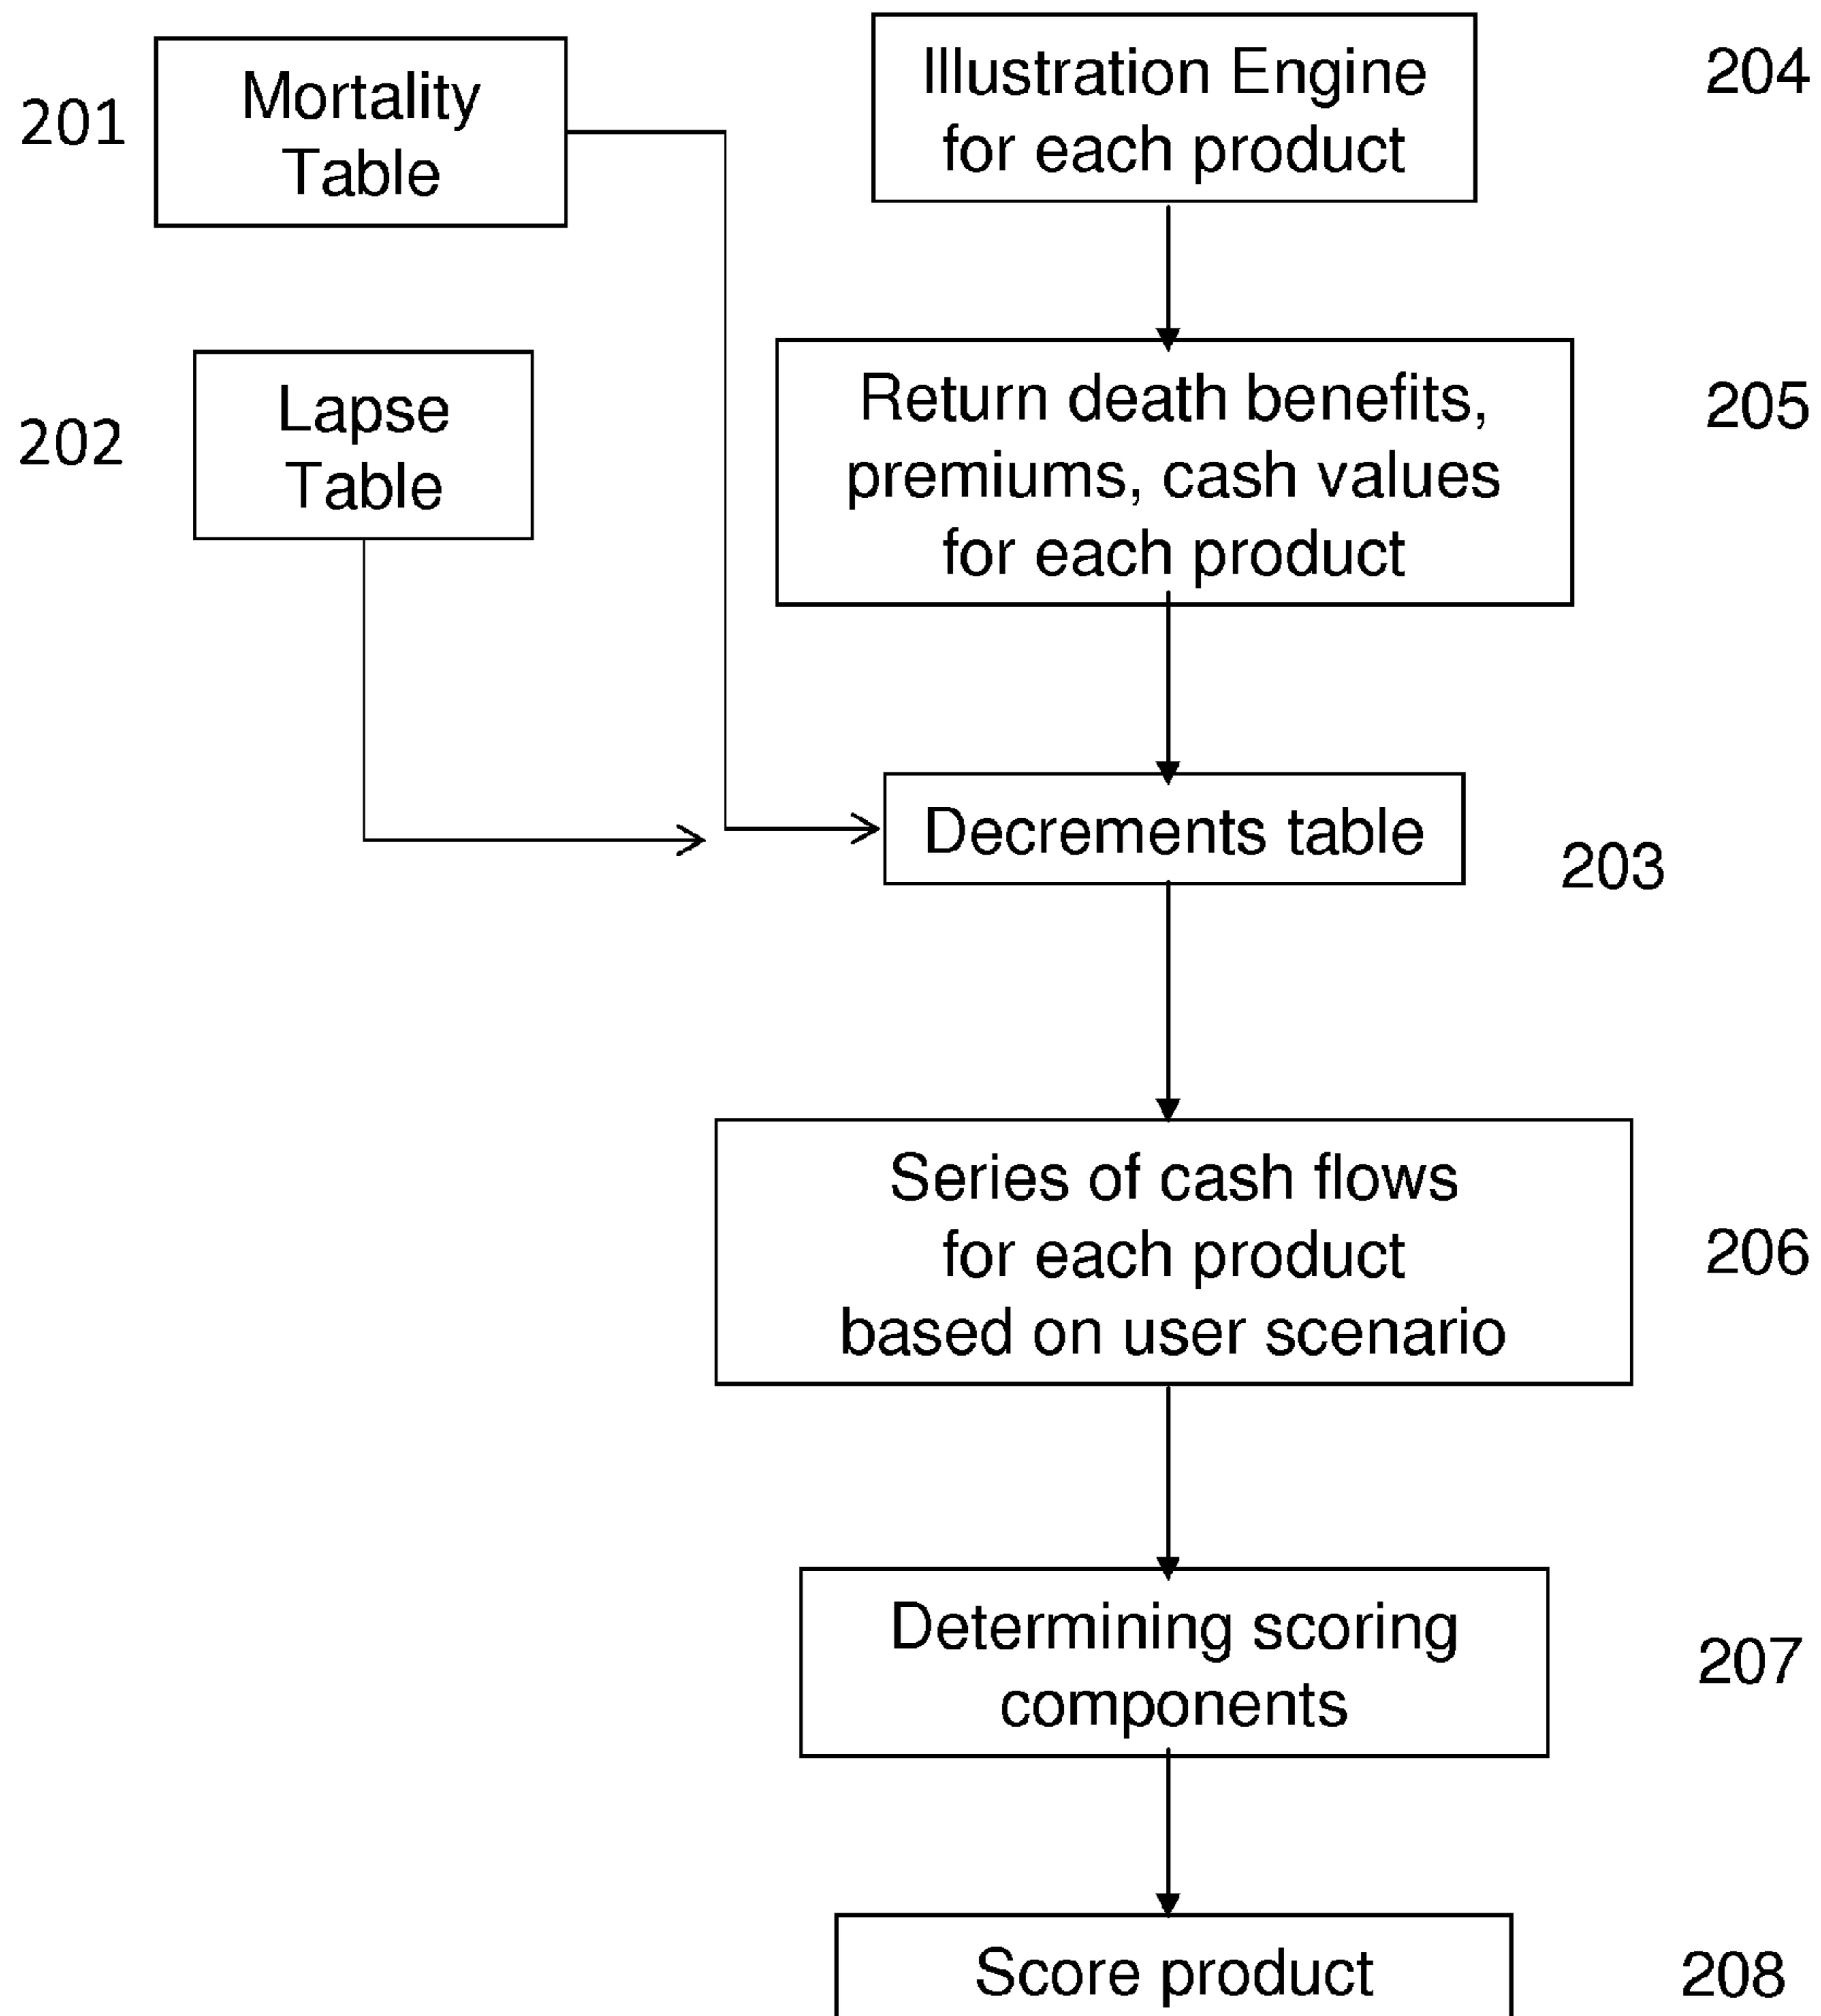 201
Mortality
Table
Illustration Engine
for each product
204
202
Lapse
Table
Return death benefits,
premiums, cash values
for each product
205
Decrements table
203
Series of cash flows
for each product
based on user scenario
206
Determining scoring
components
207
Score product
208